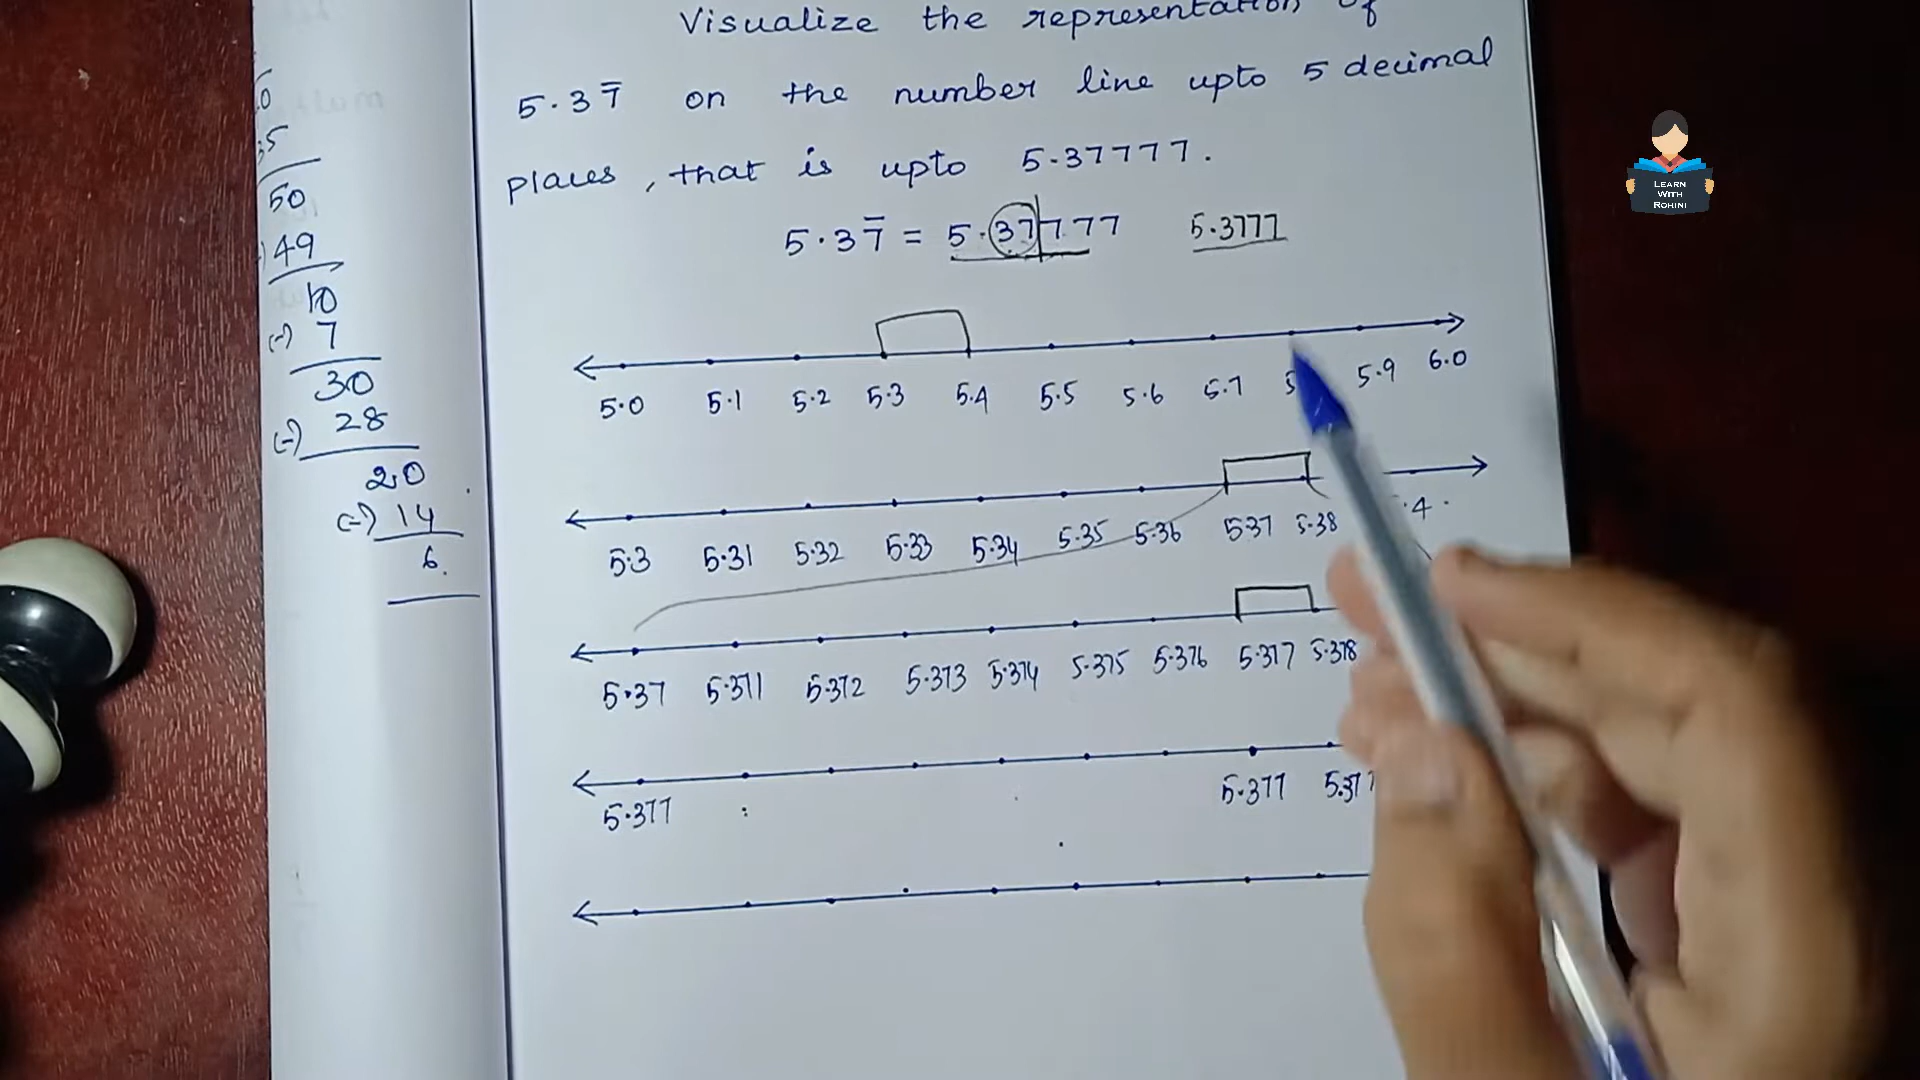 Visualize the representation of
5.37̅ on the number line upto 5 decimal
places, that is upto 5.37777.
5.37̅ = 5.37777 5.3777
5.0 5.1 5.2 5.3 5.4 5.5 5.6 5.7 5.9 6.0
5.3 5.31 5.32 5.33 5.34 5.35 5.36 5.37 5.38 .4
5.37 5.371 5.372 5.373 5.374 5.375 5.376 5.377 5.378
5.377 5.377 5.377
50
49
10
(-) 7
30
(-) 28
20
(-) 14
6.
LEARN
WITH
ROHINI